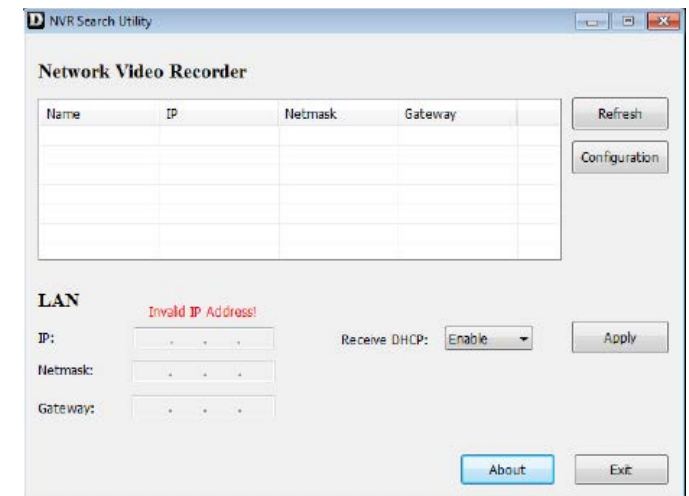 D NVR Search Utility
Network Video Recorder
Name IP Netmask Gateway
Refresh
Configuration
LAN
Invalid IP Address!
IP: . . . Receive DHCP: Enable Apply
Netmask: . . .
Gateway: . . .
About Exit